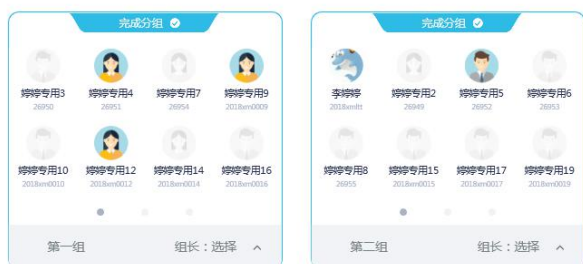 完成分组
婷婷专用3 婷婷专用4 婷婷专用7 婷婷专用9
26950 26951 26954 2018xm0009
婷婷专用10 婷婷专用12 婷婷专用14 婷婷专用16
2018xm0010 2018xm0012 2018xm0014 2018xm0016
第一组 组长：选择
完成分组
李婷婷 婷婷专用2 婷婷专用5 婷婷专用6
2018xmltt 26949 26952 26953
婷婷专用8 婷婷专用15 婷婷专用17 婷婷专用19
26955 2018xm0015 2018xm0017 2018xm0019
第二组 组长：选择